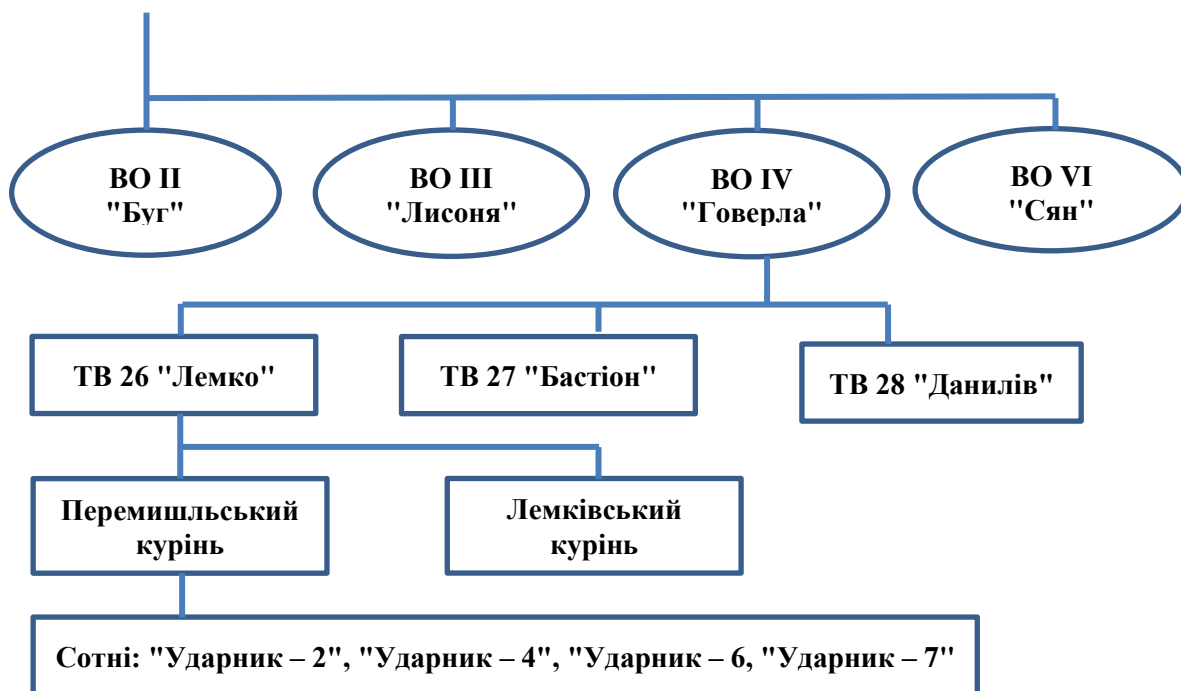 ВО II
"Буг"
ВО III
"Лисоня"
ВО IV
"Говерла"
ВО VI
"Сян"
ТВ 26 "Лемко"
ТВ 27 "Бастіон"
ТВ 28 "Данилів"
Перемишльський
курінь
Лемківський
курінь
Сотні: "Ударник – 2", "Ударник – 4", "Ударник – 6, "Ударник – 7"